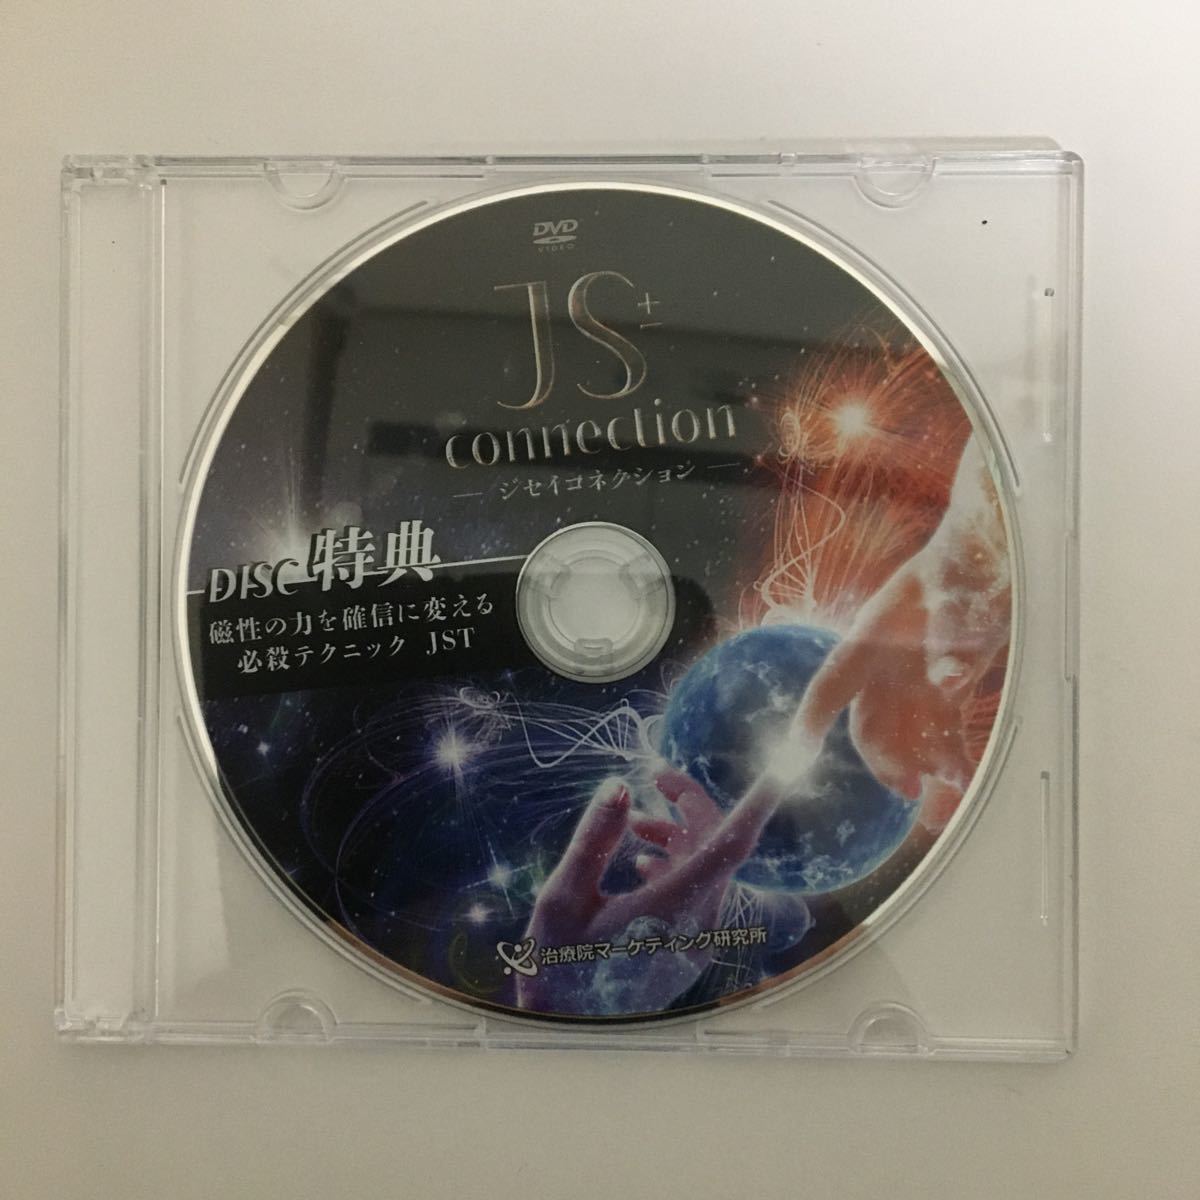 DVD
VIDEO
JS±
connection
― ジセイコネクション ―
DISC 特典
磁性の力を確信に変える
必殺テクニック JST
治療院マーケティング研究所